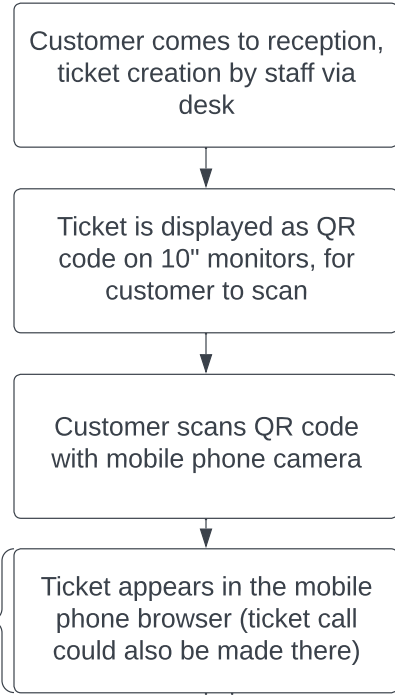 Customer comes to reception,
ticket creation by staff via
desk
Ticket is displayed as QR
code on 10" monitors, for
customer to scan
Customer scans QR code
with mobile phone camera
Ticket appears in the mobile
phone browser (ticket call
could also be made there)